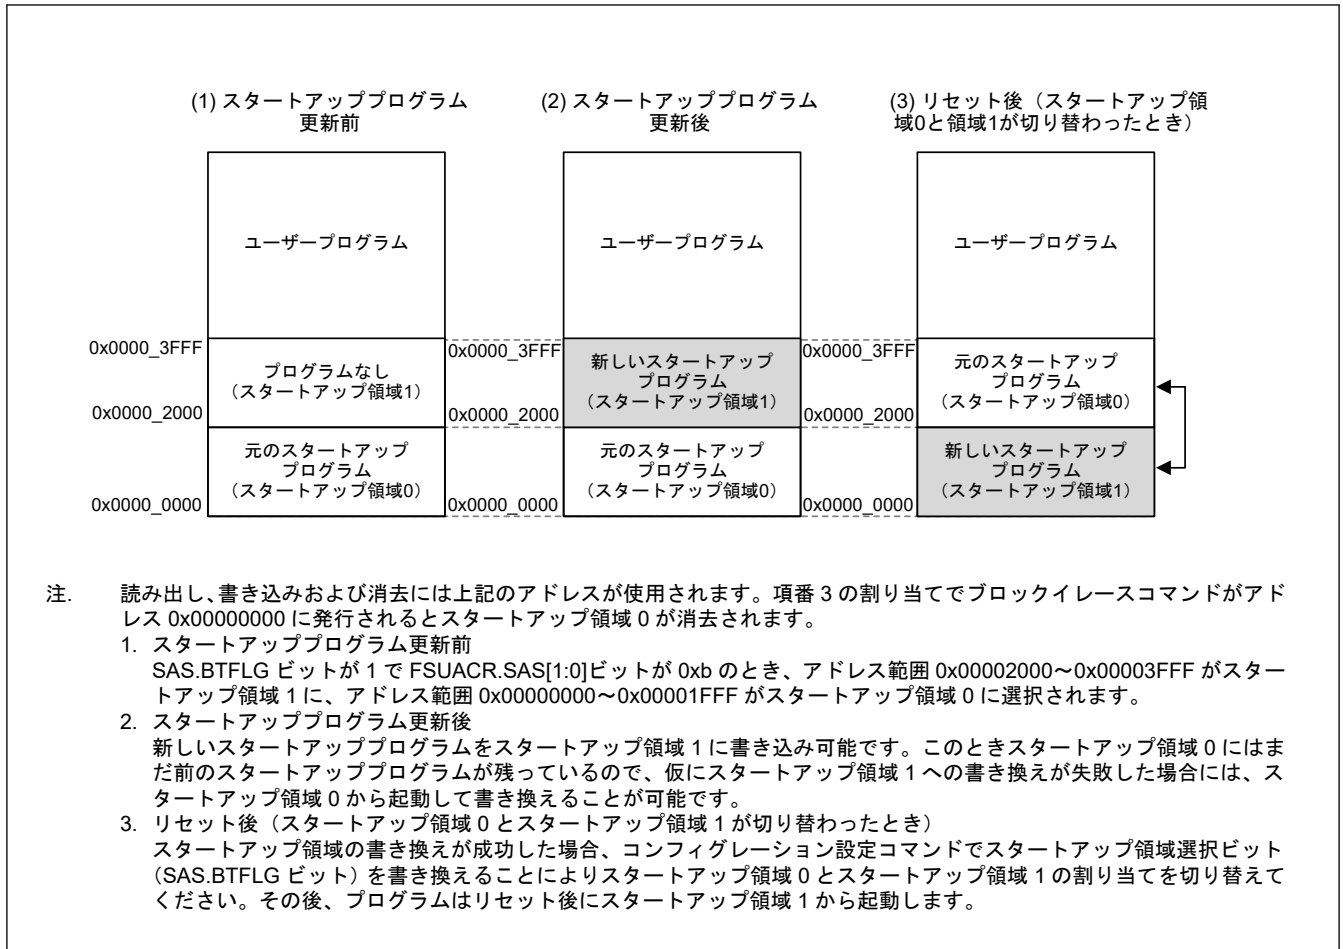 (1) スタートアッププログラム
更新前
(2) スタートアッププログラム
更新後
(3) リセット後（スタートアップ領
域0と領域1が切り替わったとき）
ユーザープログラム
ユーザープログラム
ユーザープログラム
0x0000_3FFF
プログラムなし
（スタートアップ領域1）
0x0000_3FFF
新しいスタートアップ
プログラム
（スタートアップ領域1）
0x0000_3FFF
元のスタートアップ
プログラム
（スタートアップ領域0）
0x0000_2000
0x0000_2000
0x0000_2000
元のスタートアップ
プログラム
（スタートアップ領域0）
元のスタートアップ
プログラム
（スタートアップ領域0）
新しいスタートアップ
プログラム
（スタートアップ領域1）
0x0000_0000
0x0000_0000
0x0000_0000
注. 読み出し、書き込みおよび消去には上記のアドレスが使用されます。項番 3 の割り当てでブロックイレースコマンドがアド
レス 0x00000000 に発行されるとスタートアップ領域 0 が消去されます。
1. スタートアッププログラム更新前
SAS.BTFLG ビットが 1 で FSUACR.SAS[1:0]ビットが 0xb のとき、アドレス範囲 0x00002000～0x00003FFF がスター
トアップ領域 1 に、アドレス範囲 0x00000000～0x00001FFF がスタートアップ領域 0 に選択されます。
2. スタートアッププログラム更新後
新しいスタートアッププログラムをスタートアップ領域 1 に書き込み可能です。このときスタートアップ領域 0 にはま
だ前のスタートアッププログラムが残っているので、仮にスタートアップ領域 1 への書き換えが失敗した場合には、ス
タートアップ領域 0 から起動して書き換えることが可能です。
3. リセット後（スタートアップ領域 0 とスタートアップ領域 1 が切り替わったとき）
スタートアップ領域の書き換えが成功した場合、コンフィグレーション設定コマンドでスタートアップ領域選択ビット
（SAS.BTFLG ビット）を書き換えることによりスタートアップ領域 0 とスタートアップ領域 1 の割り当てを切り替えて
ください。その後、プログラムはリセット後にスタートアップ領域 1 から起動します。